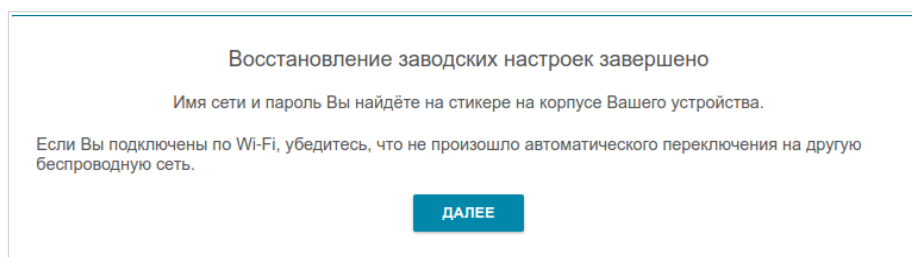 Восстановление заводских настроек завершено
Имя сети и пароль Вы найдёте на стикере на корпусе Вашего устройства.
Если Вы подключены по Wi-Fi, убедитесь, что не произошло автоматического переключения на другую
беспроводную сеть.
ДАЛЕЕ